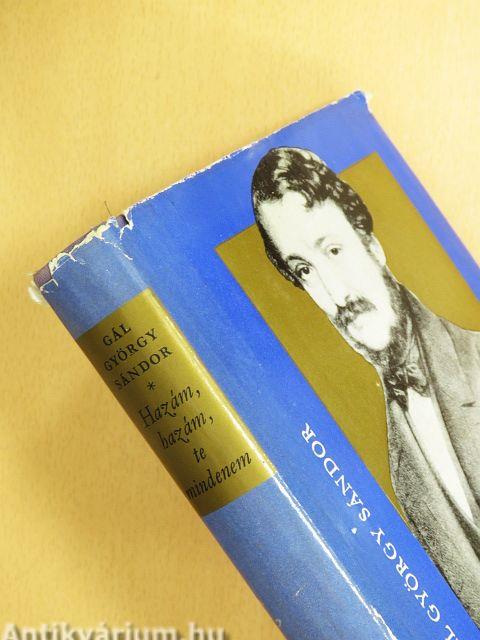 GÁL
GYÖRGY
SÁNDOR
*
Hazám,
hazám,
te
mindenem
L GYÖRGY SÁNDOR
Antikvárium.hu